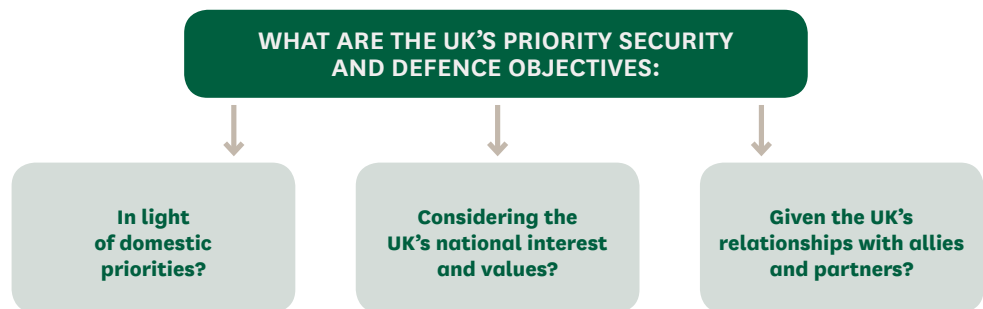 WHAT ARE THE UK’S PRIORITY SECURITY
AND DEFENCE OBJECTIVES:
In light
of domestic
priorities?
Considering the
UK’s national interest
and values?
Given the UK’s
relationships with allies
and partners?